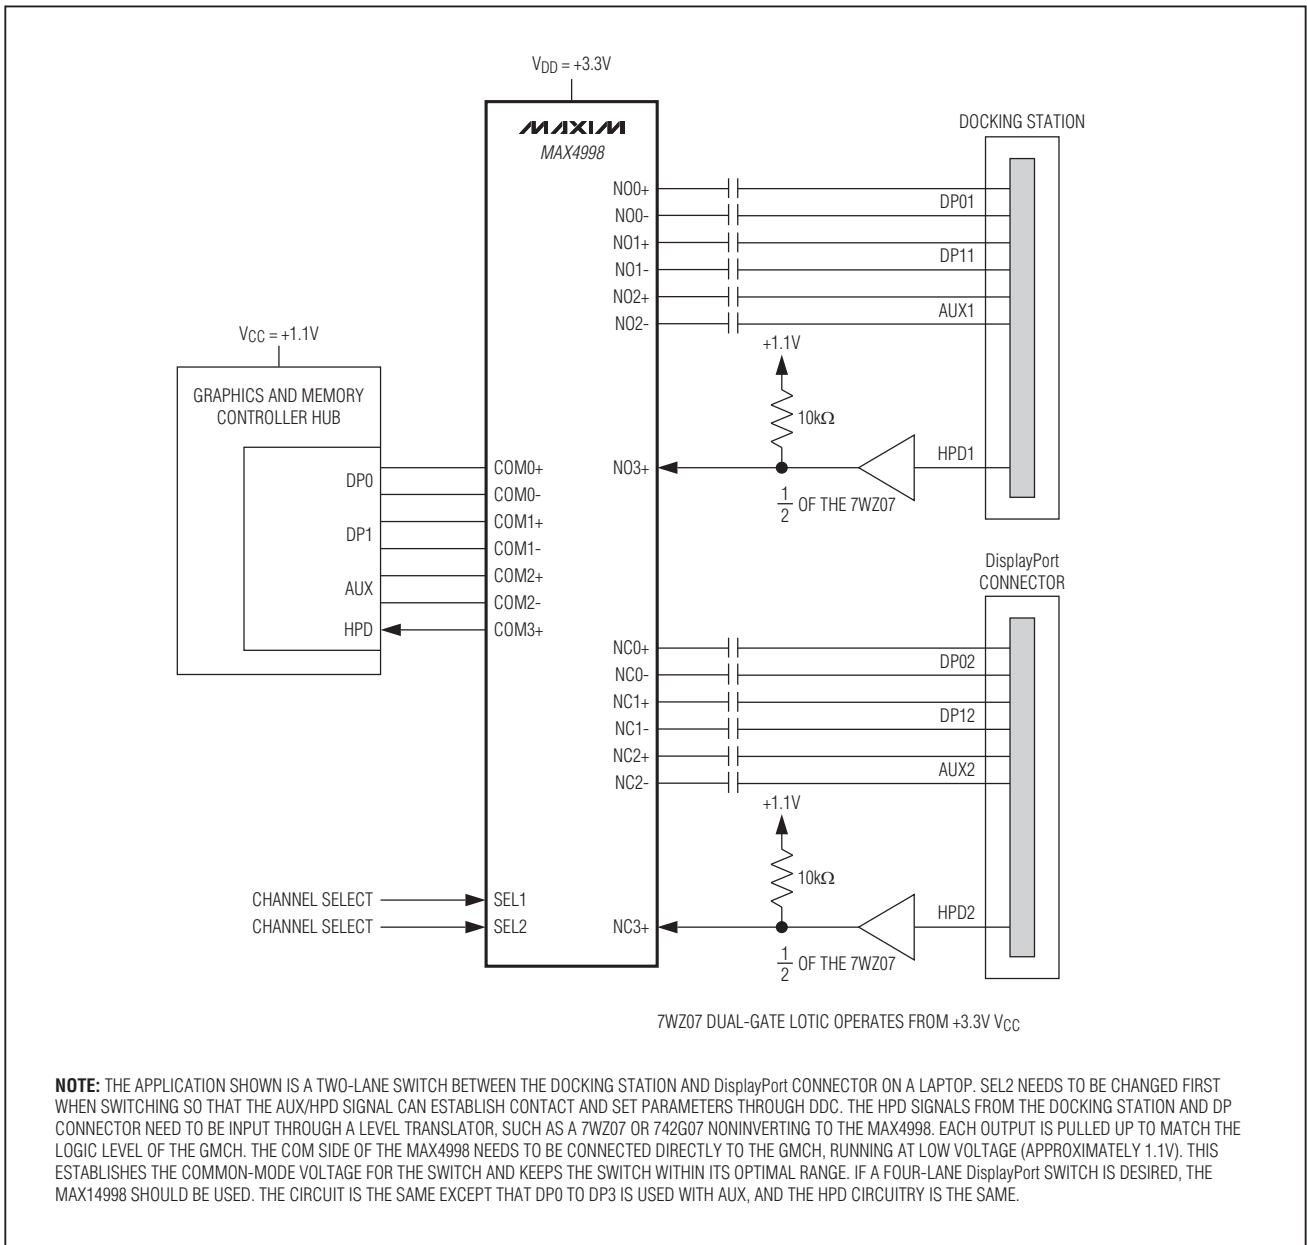 VDD = +3.3V
MAXIM
MAX4998
DOCKING STATION
NO0+
NO0-
NO1+
NO1-
NO2+
NO2-
DP01
DP11
AUX1
+1.1V
10kΩ
NO3+
HPD1
1/2 OF THE 7WZ07
VCC = +1.1V
GRAPHICS AND MEMORY
CONTROLLER HUB
DP0
DP1
AUX
HPD
COM0+
COM0-
COM1+
COM1-
COM2+
COM2-
COM3+
DisplayPort
CONNECTOR
NC0+
NC0-
NC1+
NC1-
NC2+
NC2-
DP02
DP12
AUX2
+1.1V
10kΩ
CHANNEL SELECT
SEL1
CHANNEL SELECT
SEL2
NC3+
HPD2
1/2 OF THE 7WZ07
7WZ07 DUAL-GATE LOTIC OPERATES FROM +3.3V VCC
NOTE: THE APPLICATION SHOWN IS A TWO-LANE SWITCH BETWEEN THE DOCKING STATION AND DisplayPort CONNECTOR ON A LAPTOP. SEL2 NEEDS TO BE CHANGED FIRST
WHEN SWITCHING SO THAT THE AUX/HPD SIGNAL CAN ESTABLISH CONTACT AND SET PARAMETERS THROUGH DDC. THE HPD SIGNALS FROM THE DOCKING STATION AND DP
CONNECTOR NEED TO BE INPUT THROUGH A LEVEL TRANSLATOR, SUCH AS A 7WZ07 OR 742G07 NONINVERTING TO THE MAX4998. EACH OUTPUT IS PULLED UP TO MATCH THE
LOGIC LEVEL OF THE GMCH. THE COM SIDE OF THE MAX4998 NEEDS TO BE CONNECTED DIRECTLY TO THE GMCH, RUNNING AT LOW VOLTAGE (APPROXIMATELY 1.1V). THIS
ESTABLISHES THE COMMON-MODE VOLTAGE FOR THE SWITCH AND KEEPS THE SWITCH WITHIN ITS OPTIMAL RANGE. IF A FOUR-LANE DisplayPort SWITCH IS DESIRED, THE
MAX14998 SHOULD BE USED. THE CIRCUIT IS THE SAME EXCEPT THAT DP0 TO DP3 IS USED WITH AUX, AND THE HPD CIRCUITRY IS THE SAME.